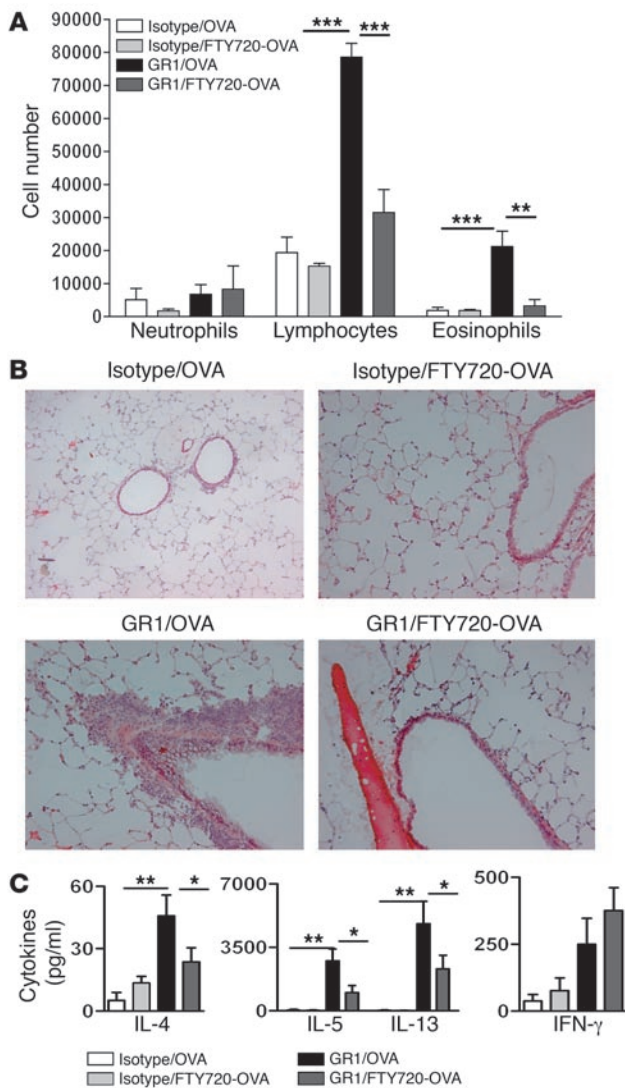 A
Isotype/OVA
Isotype/FTY720-OVA
GR1/OVA
GR1/FTY720-OVA
*** ***
*** **
Cell number
90000
80000
70000
60000
50000
40000
30000
20000
10000
0
Neutrophils Lymphocytes Eosinophils
B
Isotype/OVA Isotype/FTY720-OVA
GR1/OVA GR1/FTY720-OVA
C
Cytokines
(pg/ml)
60
30
0
** *
IL-4
7000
3500
0
** *
** *
IL-5 IL-13
500
250
0
IFN-γ
Isotype/OVA GR1/OVA
Isotype/FTY720-OVA GR1/FTY720-OVA